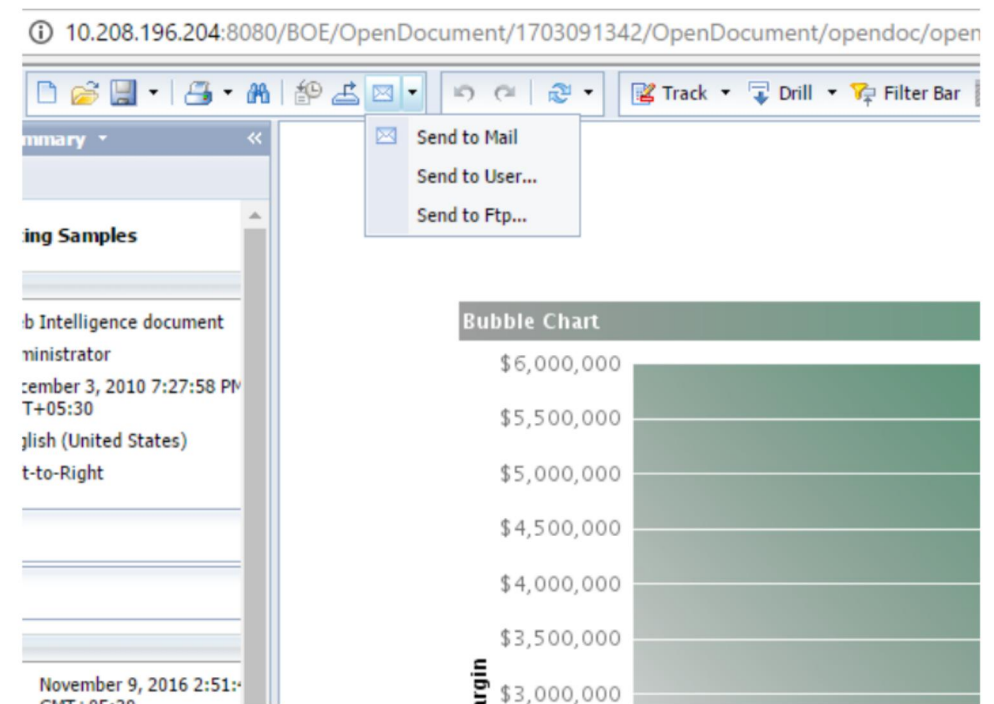 10.208.196.204:8080/BOE/OpenDocument/1703091342/OpenDocument/opendoc/open
Track Drill Filter Bar
mmary
Send to Mail
Send to User...
Send to Ftp...
ing Samples
b Intelligence document
ministrator
cember 3, 2010 7:27:58 PM
T+05:30
glish (United States)
t-to-Right
November 9, 2016 2:51:4
Bubble Chart
$6,000,000
$5,500,000
$5,000,000
$4,500,000
$4,000,000
$3,500,000
$3,000,000
argin